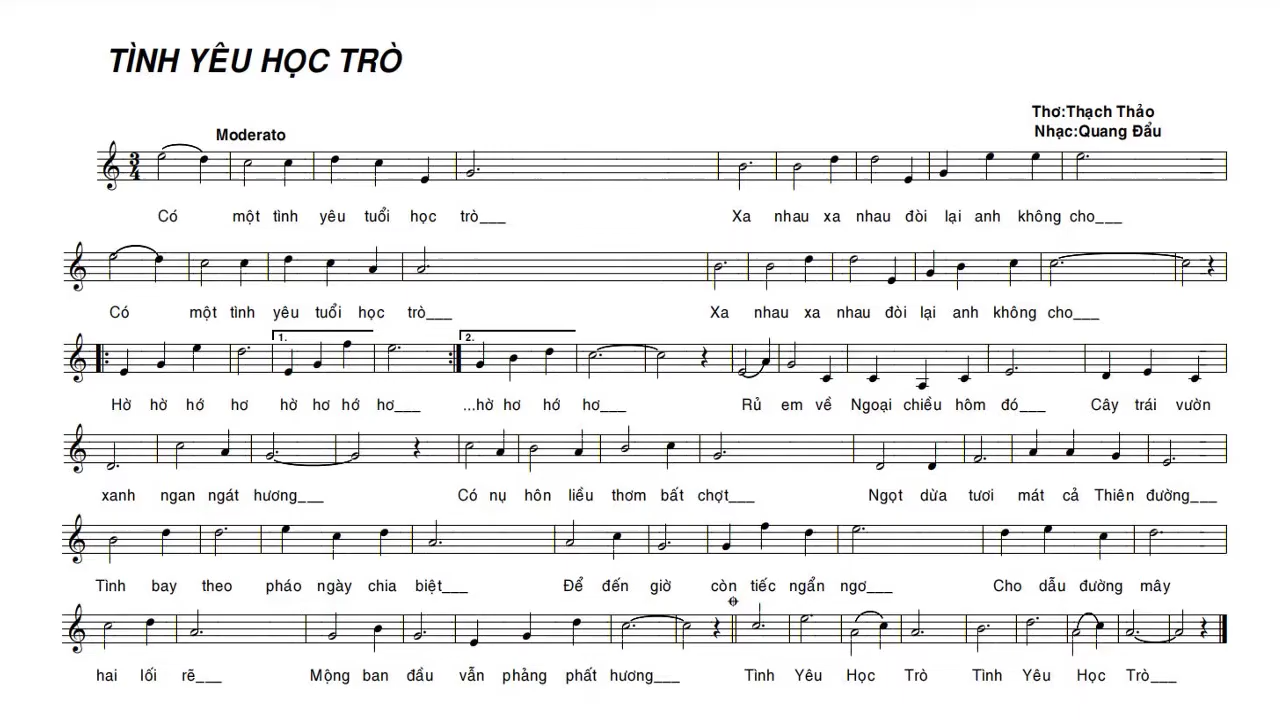 TÌNH YÊU HỌC TRÒ
Thơ:Thạch Thảo
Nhạc:Quang Đẩu
Moderato
3
4
Có một tình yêu tuổi học trò___ Xa nhau xa nhau đòi lại anh không cho___
Có một tình yêu tuổi học trò___ Xa nhau xa nhau đòi lại anh không cho___
1. 2.
Hờ hờ hớ hơ hờ hơ hớ hơ___ ...hờ hơ hớ hơ___ Rủ em về Ngoại chiều hôm đó___ Cây trái vườn
xanh ngan ngát hương___ Có nụ hôn liều thơm bất chợt___ Ngọt dừa tươi mát cả Thiên đường___
Tình bay theo pháo ngày chia biệt___ Để đến giờ còn tiếc ngẩn ngơ___ Cho dẫu đường mây
hai lối rẽ___ Mộng ban đầu vẫn phảng phất hương___ Tình Yêu Học Trò Tình Yêu Học Trò___